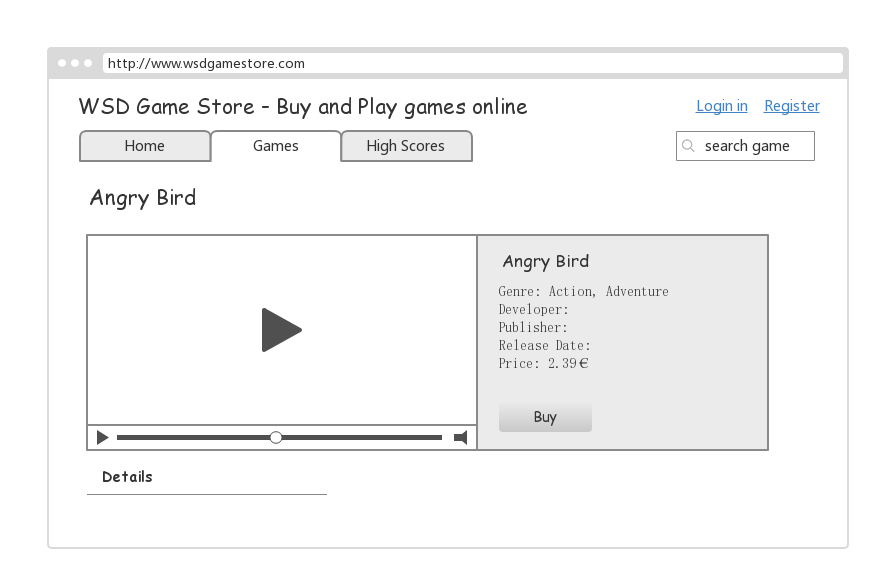 http://www.wsdgamestore.com
WSD Game Store - Buy and Play games online
Login in Register
Home Games High Scores search game
Angry Bird
Angry Bird
Genre: Action, Adventure
Developer:
Publisher:
Release Date:
Price: 2.39€
Buy
Details